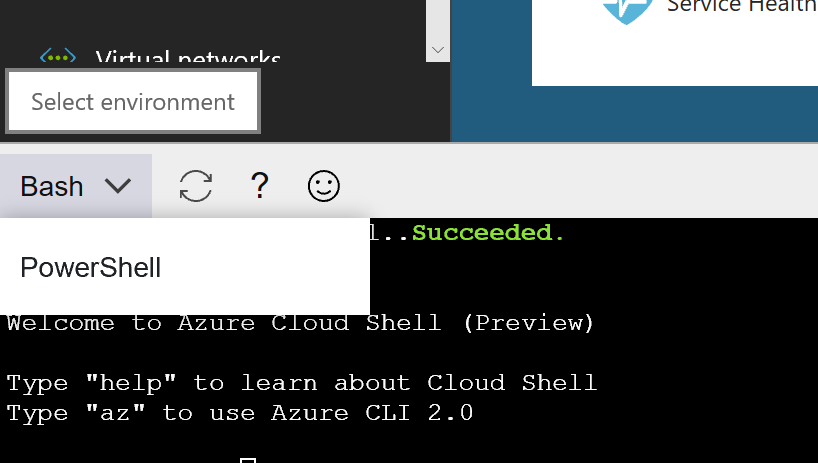 Service Health
Virtual networks
Select environment
Bash ?
l..Succeeded.
PowerShell
Welcome to Azure Cloud Shell (Preview)
Type "help" to learn about Cloud Shell
Type "az" to use Azure CLI 2.0